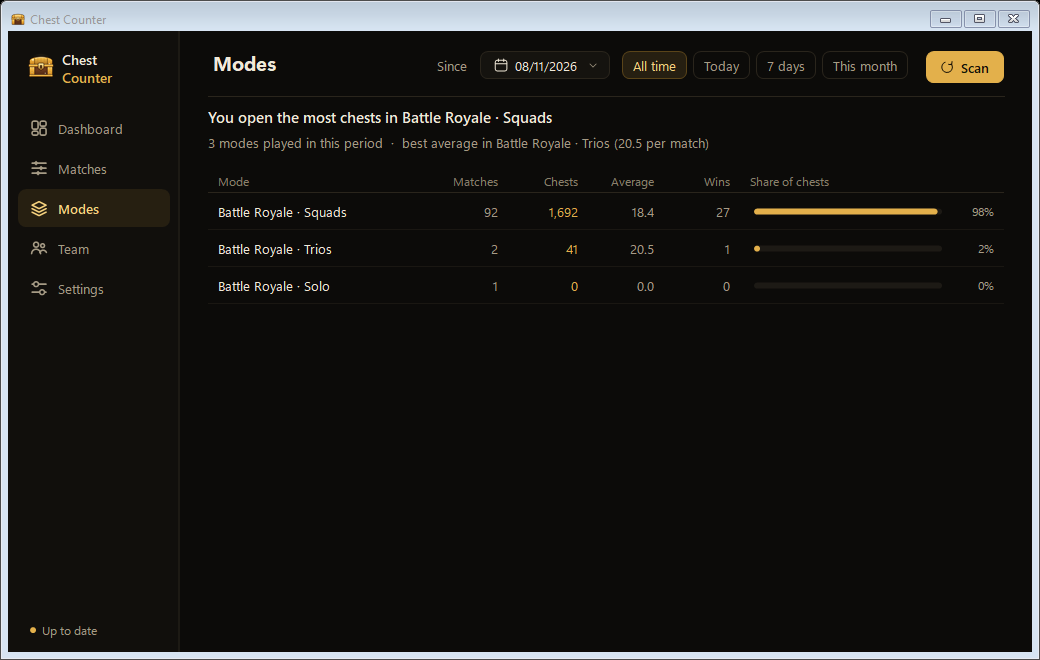 Chest Counter
Chest
Counter
Dashboard
Matches
Modes
Team
Settings
Up to date
Modes
Since 08/11/2026 All time Today 7 days This month Scan
You open the most chests in Battle Royale · Squads
3 modes played in this period · best average in Battle Royale · Trios (20.5 per match)
Mode Matches Chests Average Wins Share of chests
Battle Royale · Squads 92 1,692 18.4 27 98%
Battle Royale · Trios 2 41 20.5 1 2%
Battle Royale · Solo 1 0 0.0 0 0%